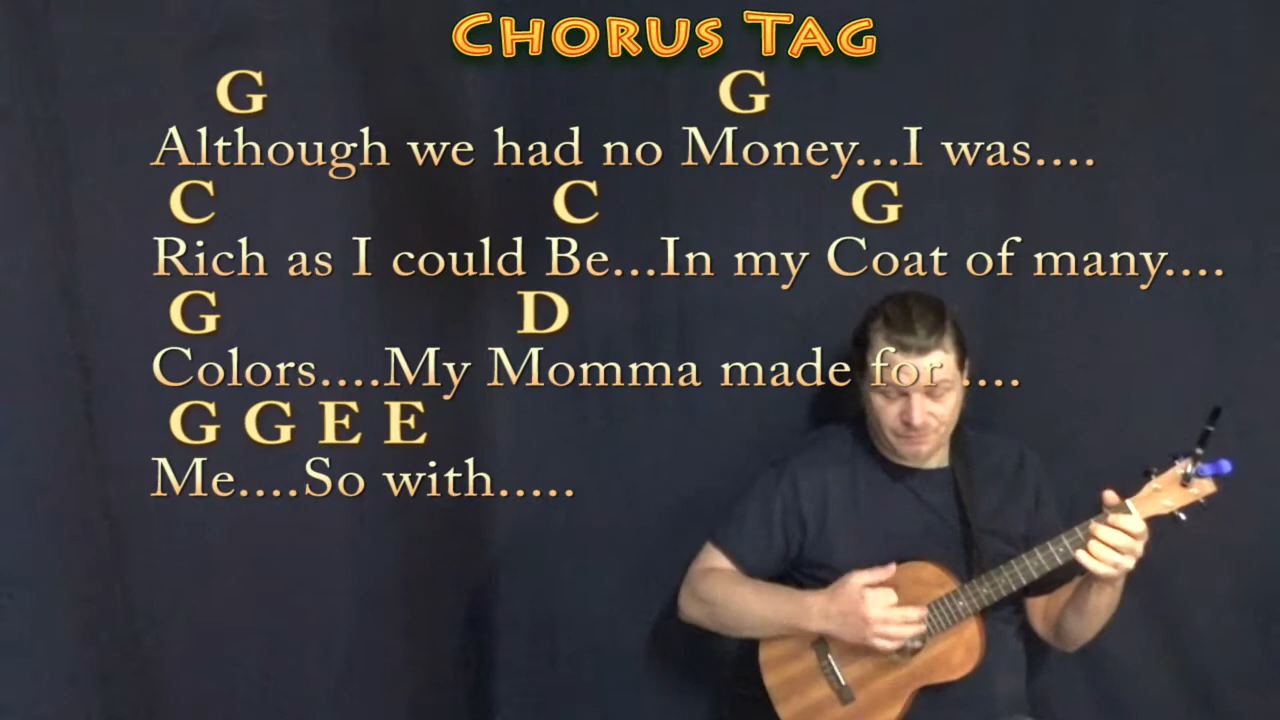 CHORUS TAG
G G
Although we had no Money...I was....
C C G
Rich as I could Be...In my Coat of many....
G D
Colors....My Momma made for ....
G G E E
Me....So with.....